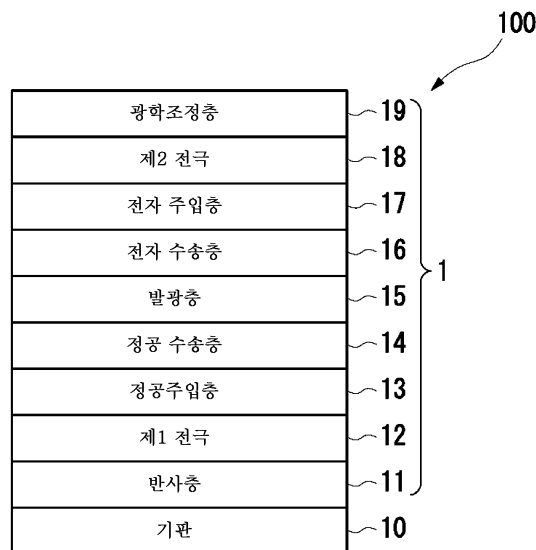 100
광학조정층 19
제2 전극 18
전자 주입층 17
전자 수송층 16
1
발광층 15
정공 수송층 14
정공주입층 13
제1 전극 12
반사층 11
기판 10